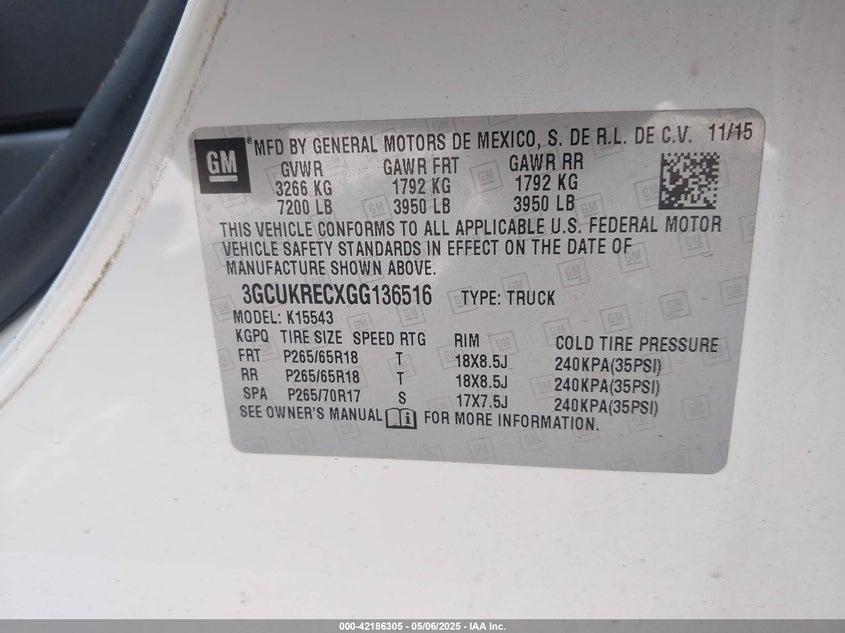 GM ® MFD BY GENERAL MOTORS DE MEXICO, S. DE R.L. DE C.V. 11/15
GVWR GAWR FRT GAWR RR
3266 KG 1792 KG 1792 KG
7200 LB 3950 LB 3950 LB
THIS VEHICLE CONFORMS TO ALL APPLICABLE U.S. FEDERAL MOTOR
VEHICLE SAFETY STANDARDS IN EFFECT ON THE DATE OF
MANUFACTURE SHOWN ABOVE.
3GCUKRECXGG136516 TYPE: TRUCK
MODEL: K15543
KGPQ TIRE SIZE SPEED RTG RIM COLD TIRE PRESSURE
FRT P265/65R18 T 18X8.5J 240KPA(35PSI)
RR P265/65R18 T 18X8.5J 240KPA(35PSI)
SPA P265/70R17 S 17X7.5J 240KPA(35PSI)
SEE OWNER'S MANUAL FOR MORE INFORMATION.
000-42186305 - 05/06/2025 - IAA Inc.